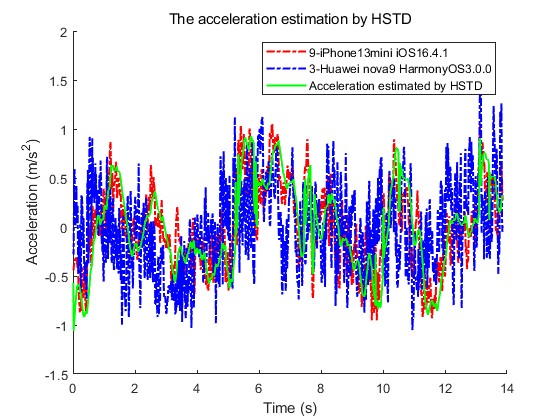 The acceleration estimation by HSTD
2
1.5
1
0.5
0
-0.5
-1
-1.5
Acceleration (m/s²)
9-iPhone13mini iOS16.4.1
3-Huawei nova9 HarmonyOS3.0.0
Acceleration estimated by HSTD
0 2 4 6 8 10 12 14
Time (s)